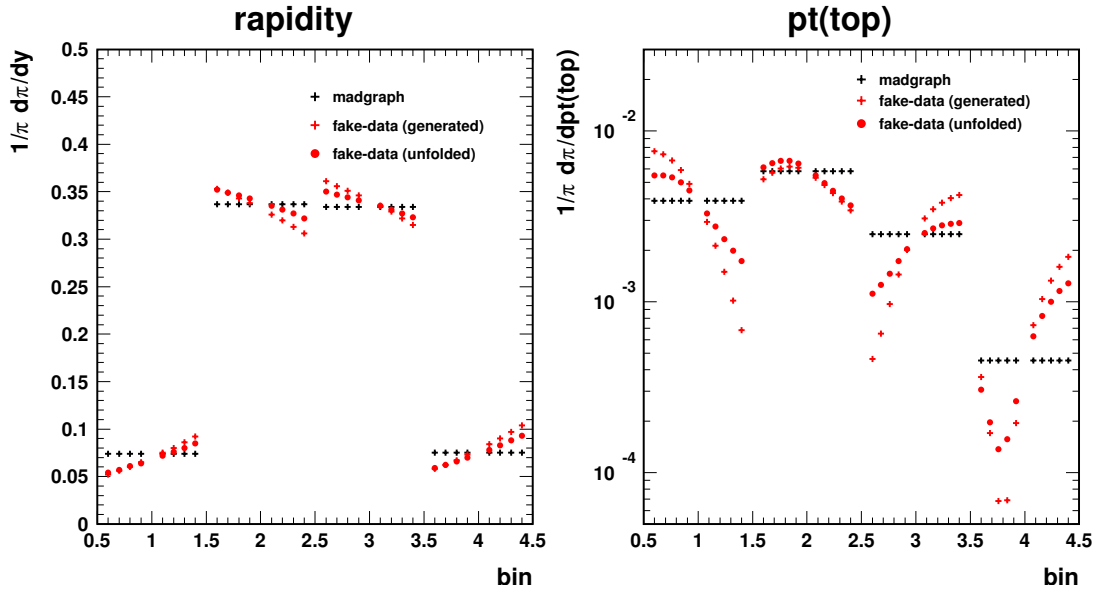 rapidity
1/π dπ/dy
0.5
0.45
0.4
0.35
0.3
0.25
0.2
0.15
0.1
0.05
0
madgraph
fake-data (generated)
fake-data (unfolded)
0.5 1 1.5 2 2.5 3 3.5 4 4.5
bin
pt(top)
1/π dπ/dpt(top)
10⁻²
10⁻³
10⁻⁴
madgraph
fake-data (generated)
fake-data (unfolded)
0.5 1 1.5 2 2.5 3 3.5 4 4.5
bin